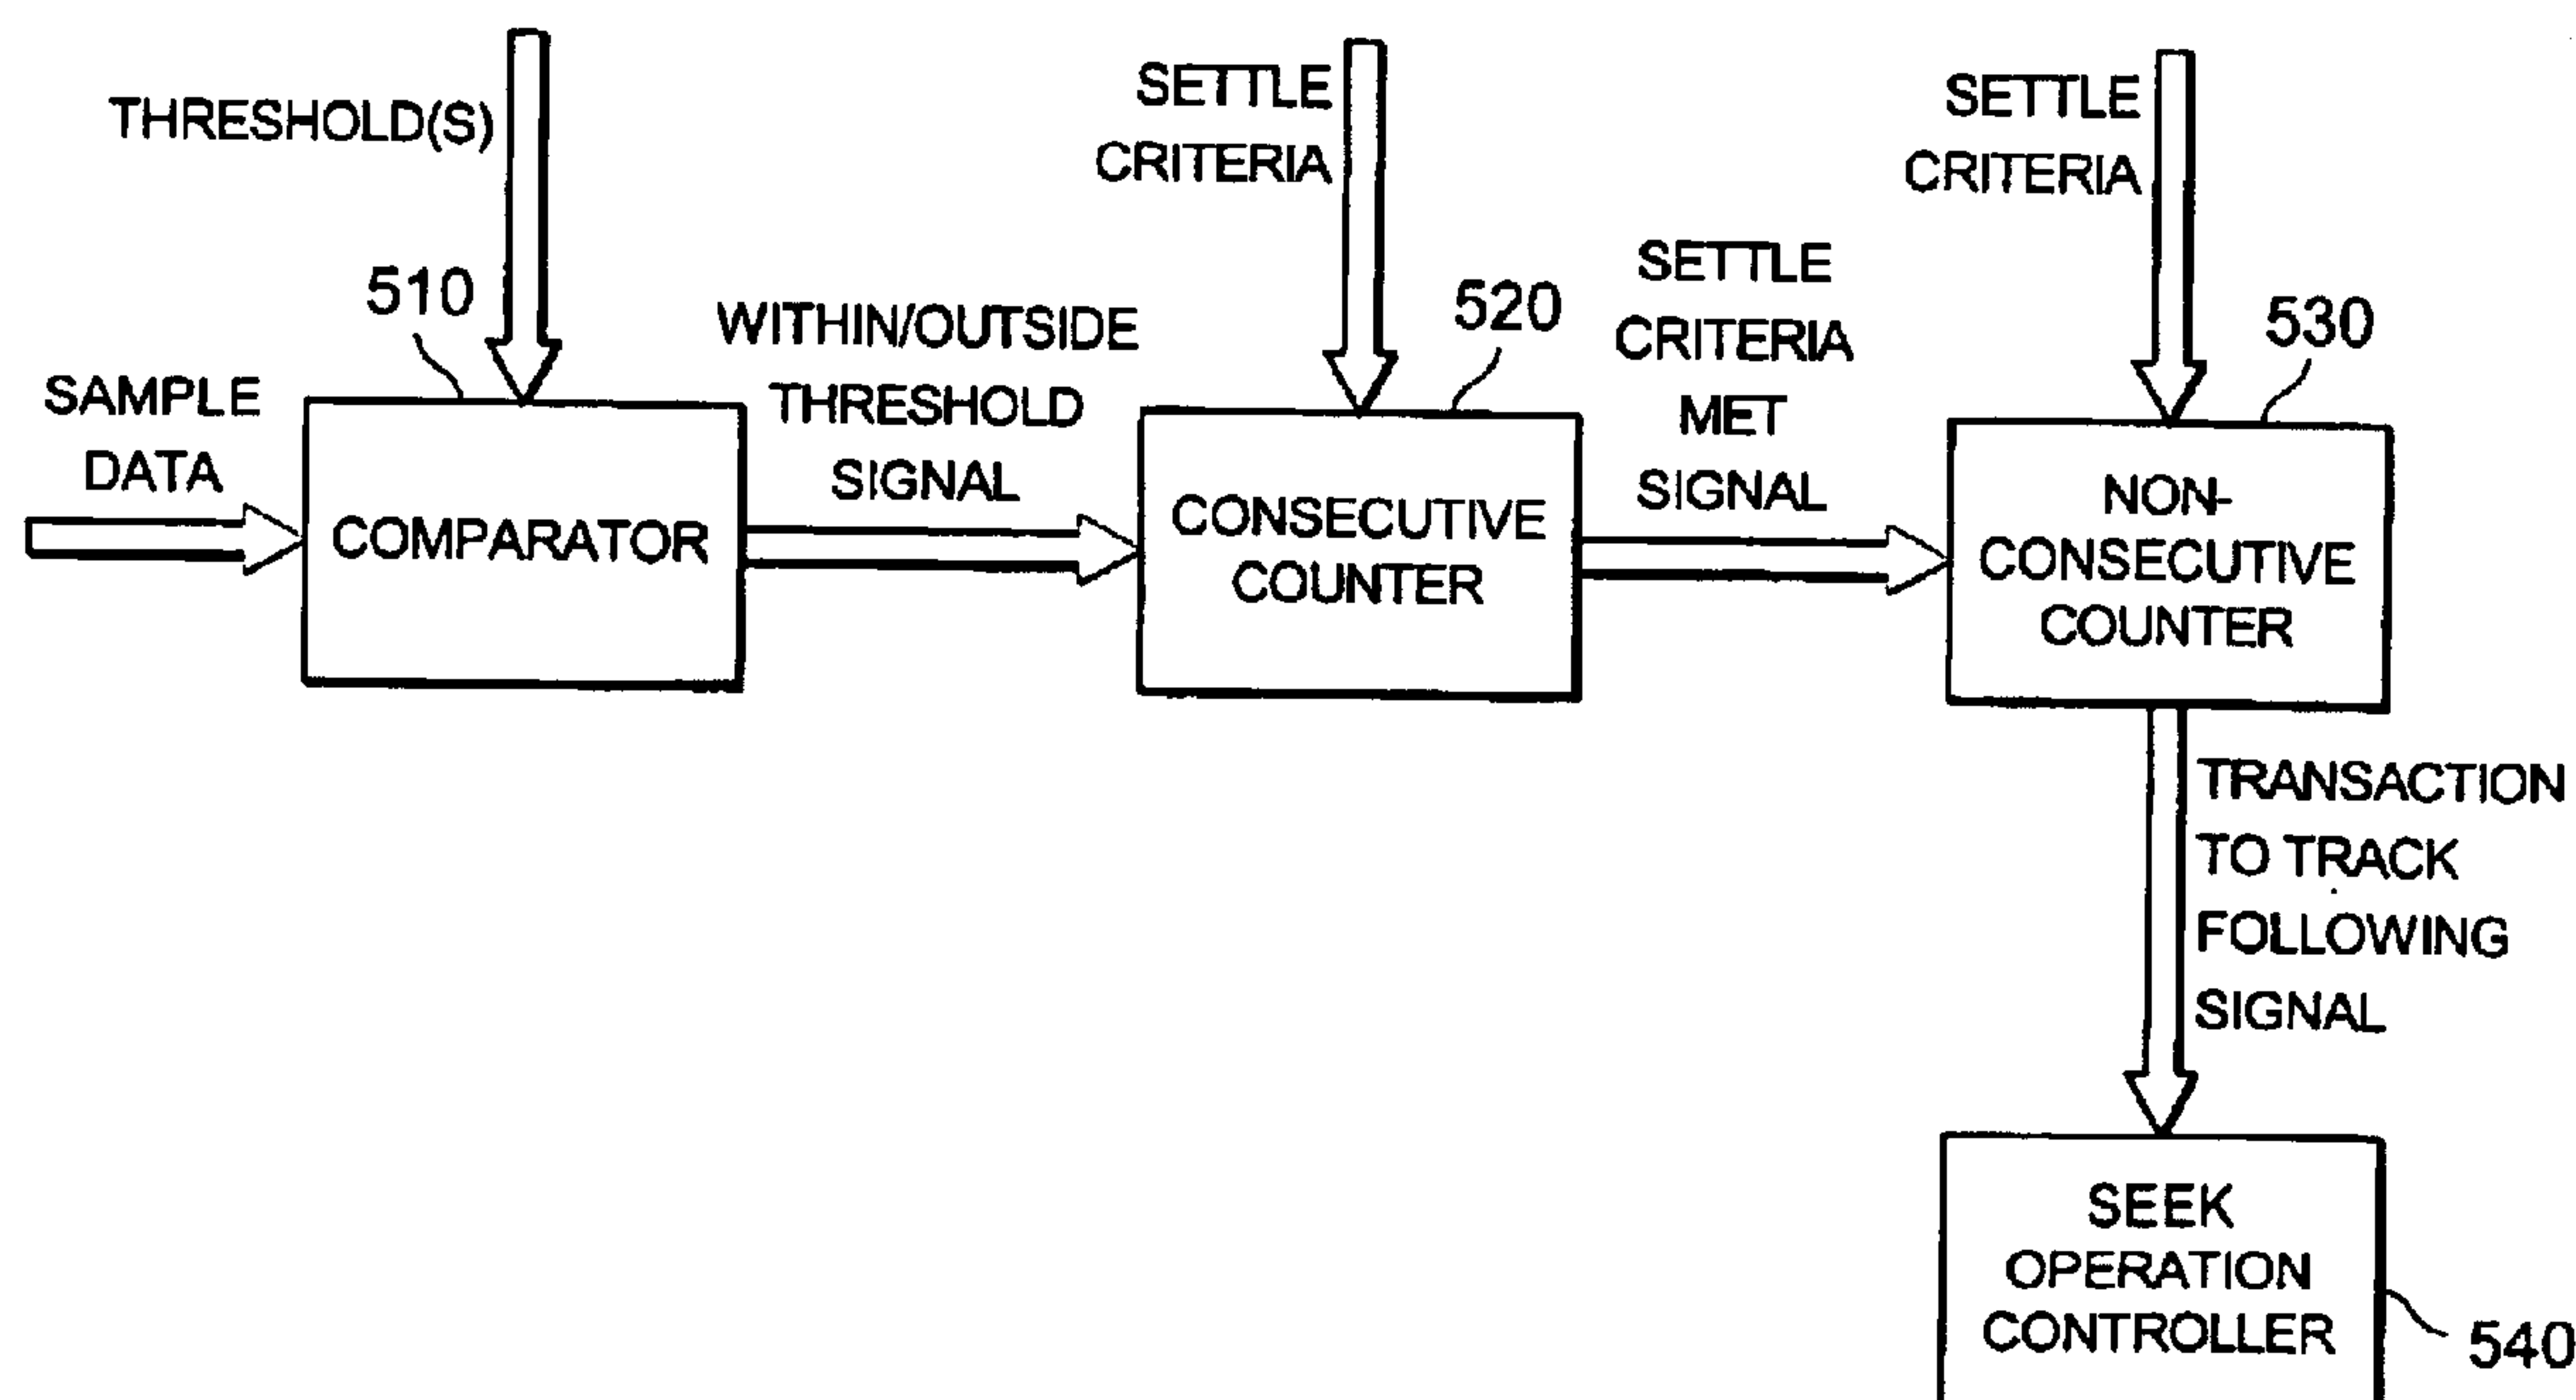 THRESHOLD(S)
SETTLE
CRITERIA
SETTLE
CRITERIA
510
WITHIN/OUTSIDE
THRESHOLD
SIGNAL
520
SETTLE
CRITERIA
MET
SIGNAL
530
SAMPLE
DATA
COMPARATOR
CONSECUTIVE
COUNTER
NON-
CONSECUTIVE
COUNTER
TRANSACTION
TO TRACK
FOLLOWING
SIGNAL
SEEK
OPERATION
CONTROLLER
540